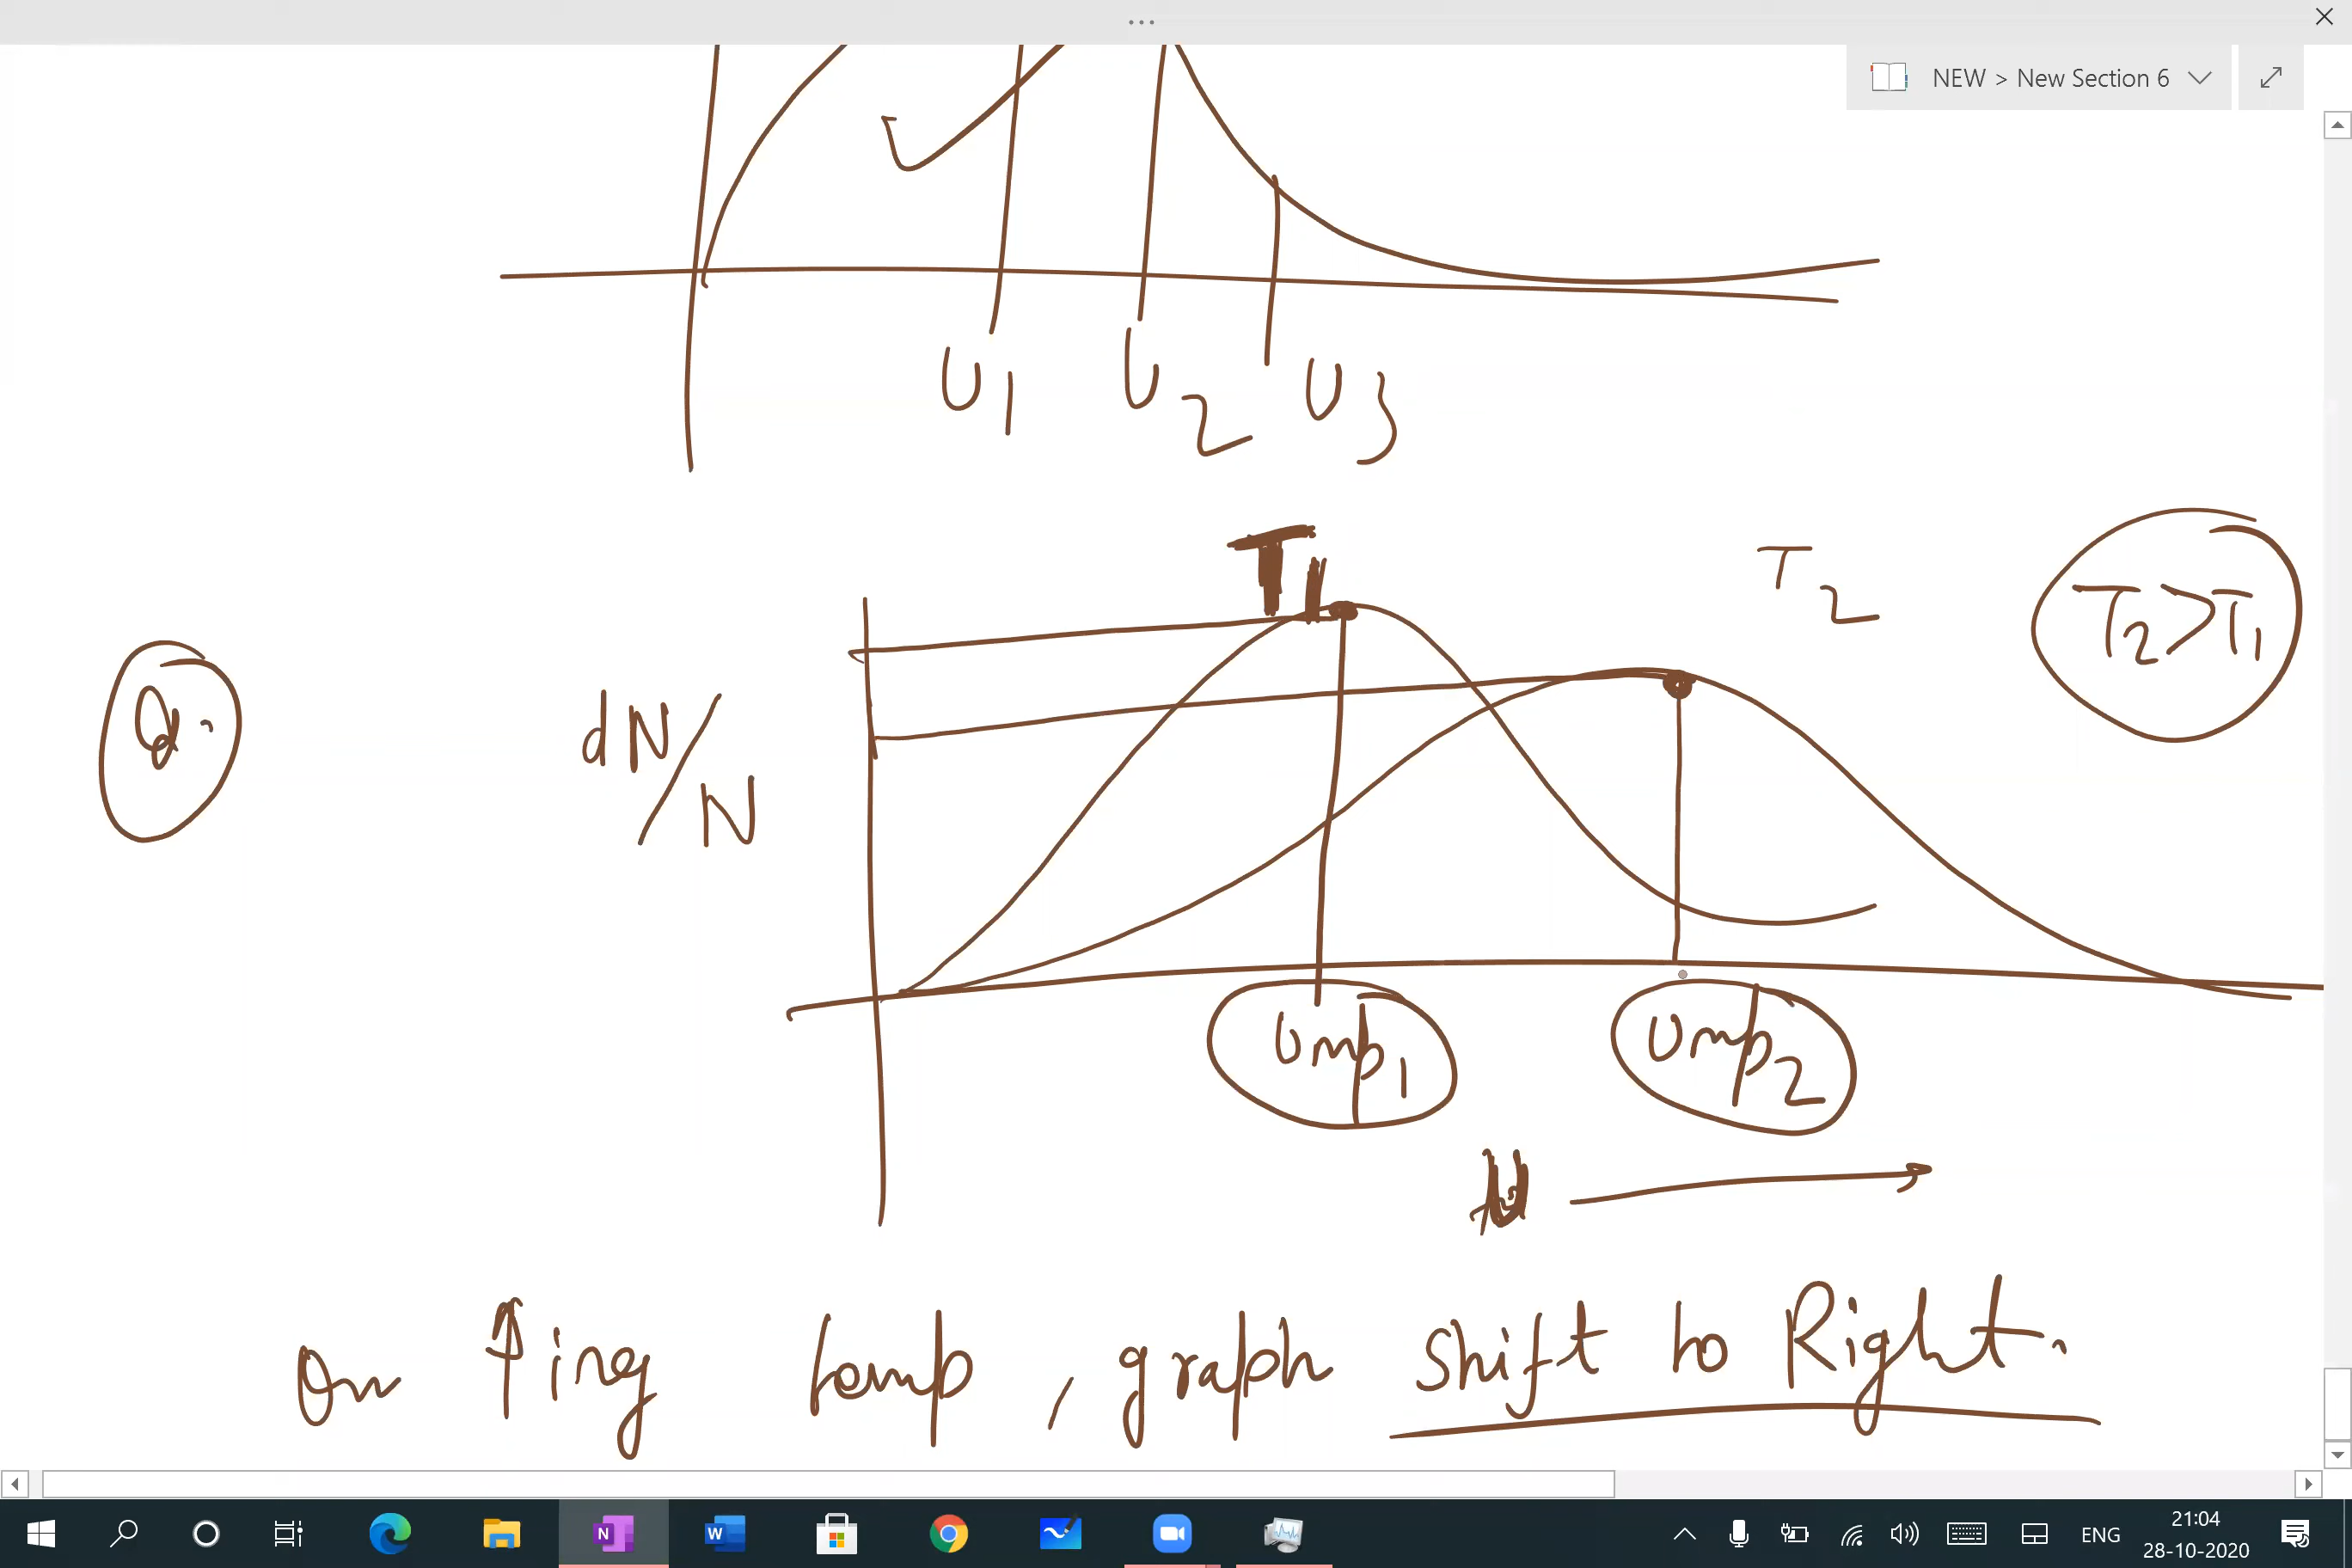 NEW > New Section 6
U1 U2 U3
T1 T2
T2>T1
Q.
dN/N
Ump1 Ump2
U
on ↑ing temp, graph shift to Right.
ENG 21:04
28-10-2020